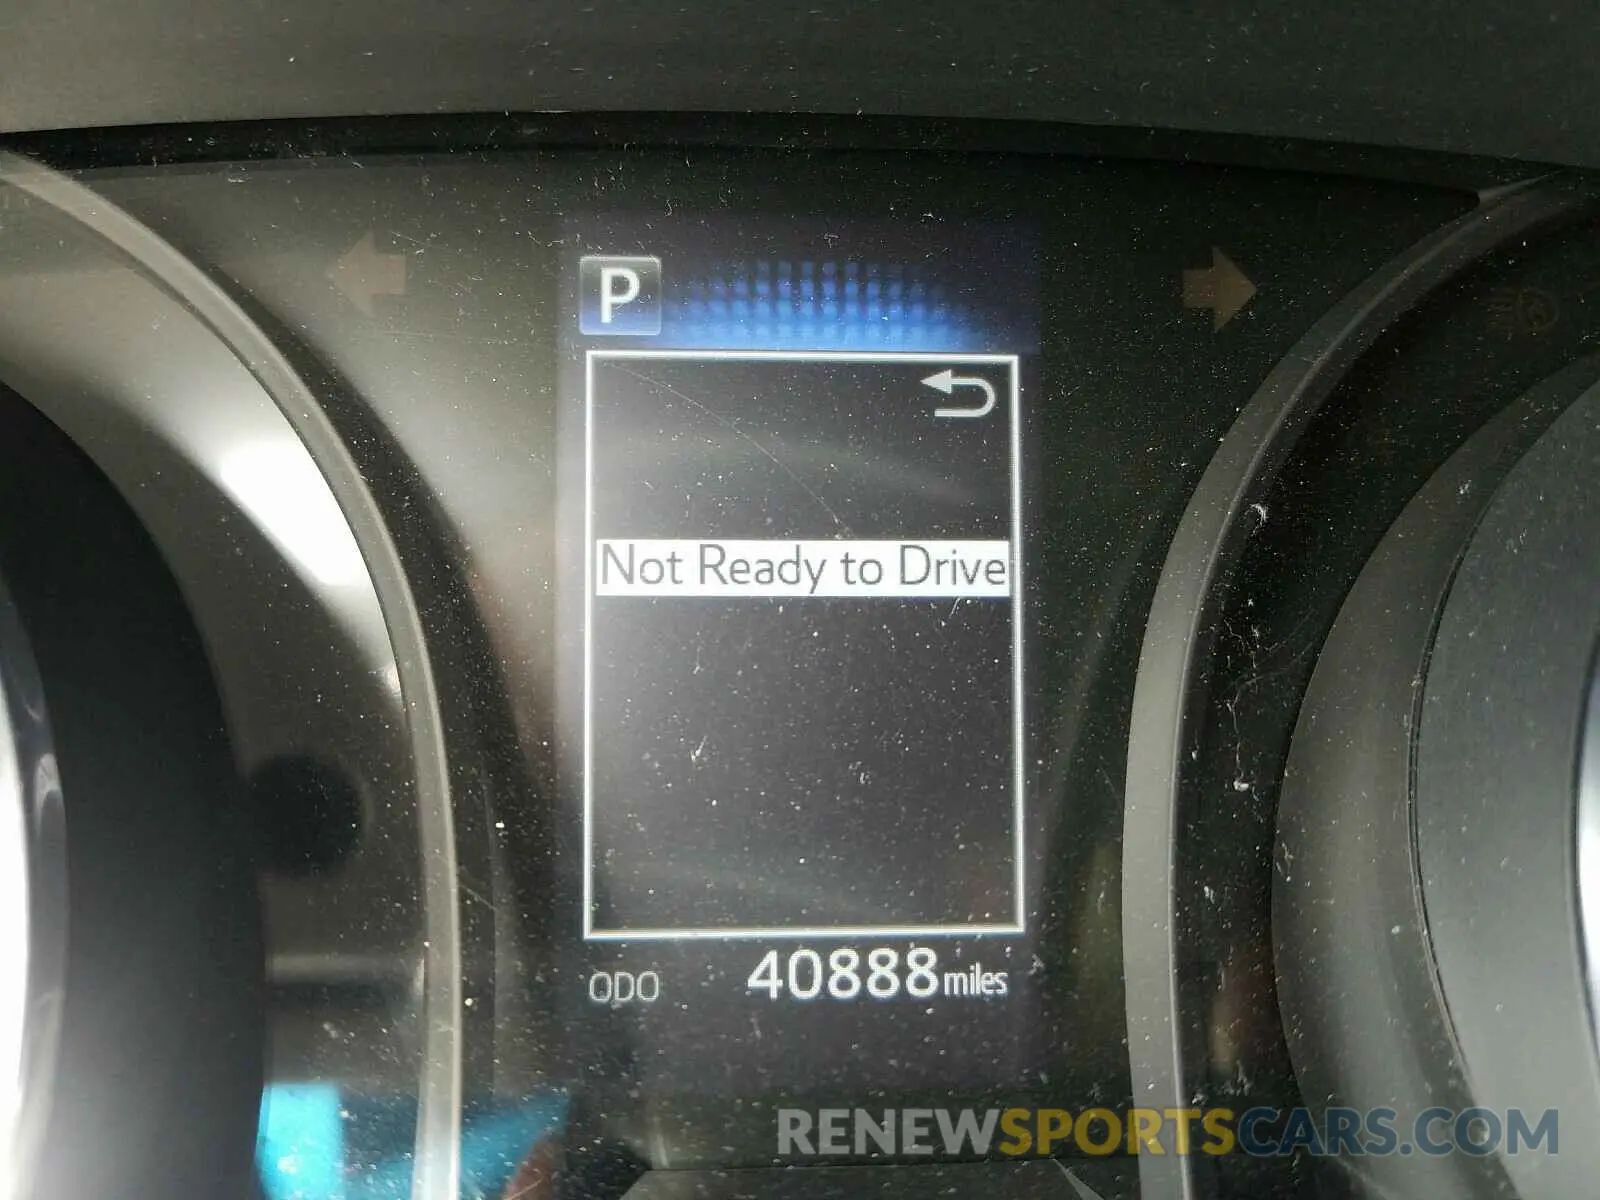 P
Not Ready to Drive
ODO 40888 miles
RENEWSPORTSCARS.COM